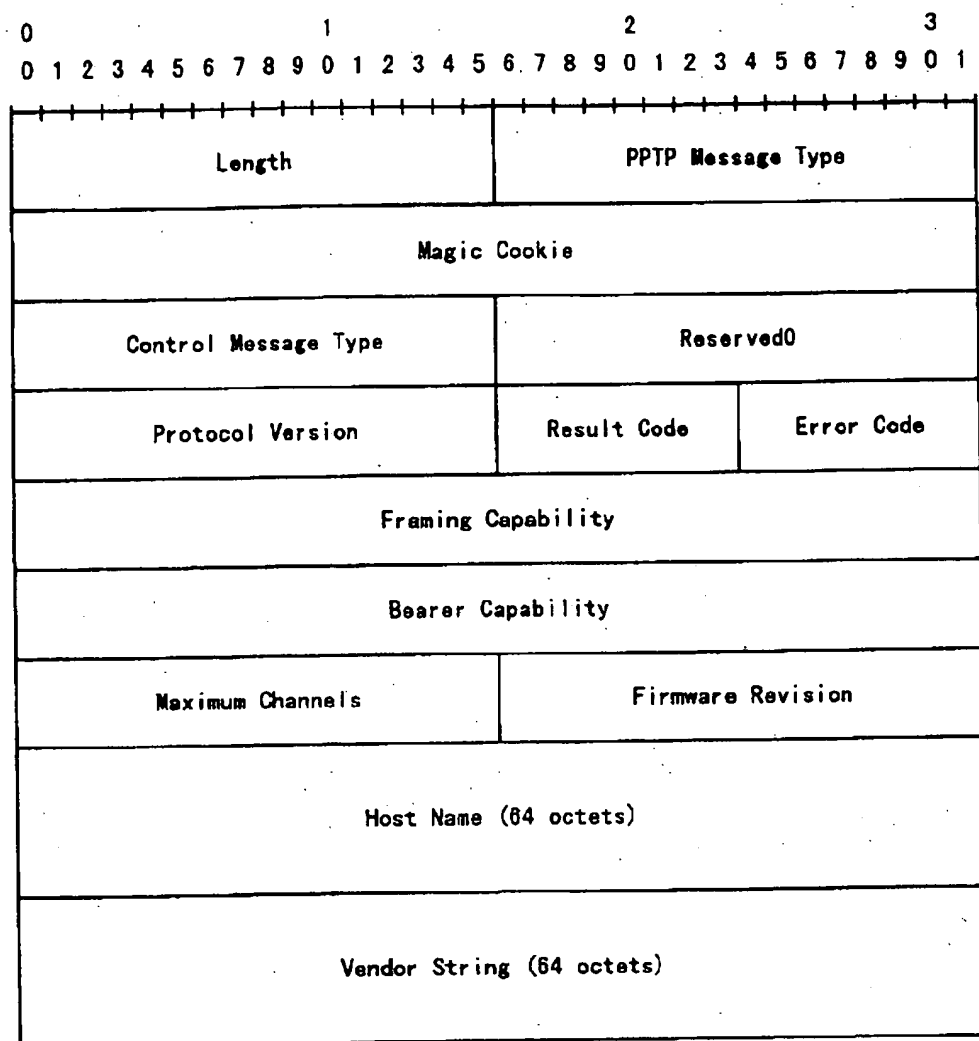 0 1 2 3
0 1 2 3 4 5 6 7 8 9 0 1 2 3 4 5 6 7 8 9 0 1 2 3 4 5 6 7 8 9 0 1
Length PPTP Message Type
Magic Cookie
Control Message Type Reserved0
Protocol Version Result Code Error Code
Framing Capability
Bearer Capability
Maximum Channels Firmware Revision
Host Name (64 octets)
Vendor String (64 octets)